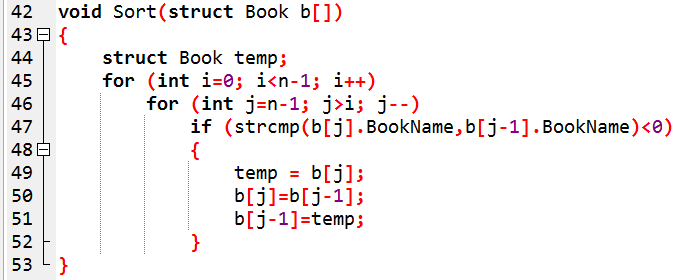 42 void Sort(struct Book b[])
43 {
44 struct Book temp;
45 for (int i=0; i<n-1; i++)
46 for (int j=n-1; j>i; j--)
47 if (strcmp(b[j].BookName,b[j-1].BookName)<0)
48 {
49 temp = b[j];
50 b[j]=b[j-1];
51 b[j-1]=temp;
52 }
53 }